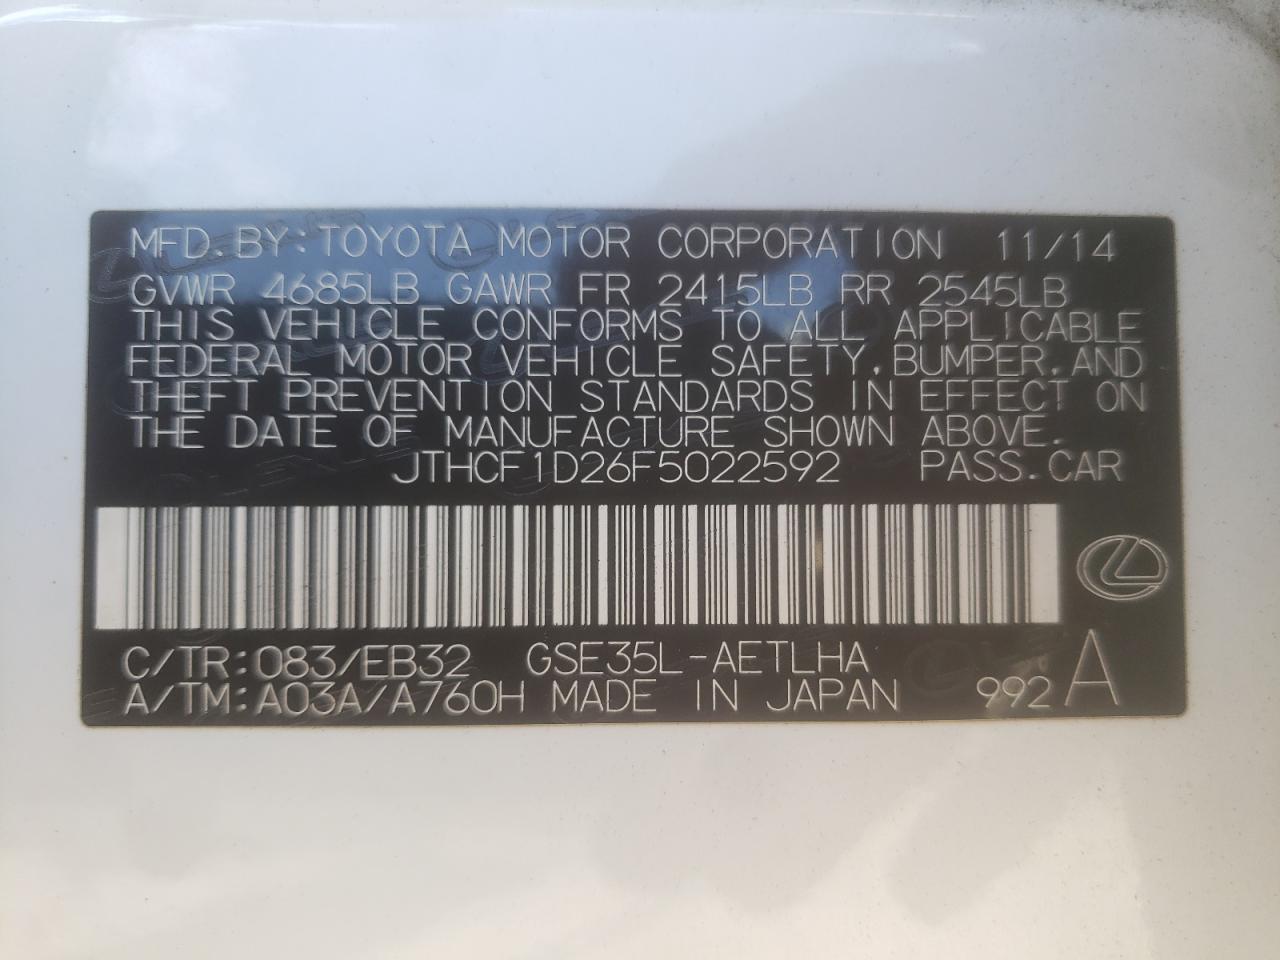 MFD.BY:TOYOTA MOTOR CORPORATION 11/14
GVWR 4685LB GAWR FR 2415LB RR 2545LB
THIS VEHICLE CONFORMS TO ALL APPLICABLE
FEDERAL MOTOR VEHICLE SAFETY,BUMPER,AND
THEFT PREVENTION STANDARDS IN EFFECT ON
THE DATE OF MANUFACTURE SHOWN ABOVE.
JTHCF1D26F5022592 PASS.CAR
C/TR:083/EB32 GSE35L-AETLHA
A/TM:A03A/A760H MADE IN JAPAN 992 A